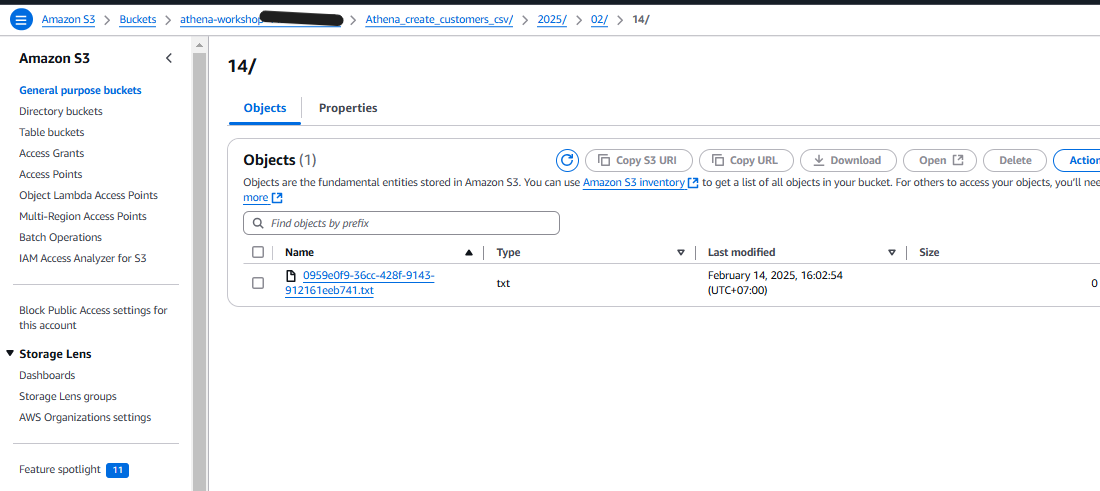 Amazon S3 > Buckets > athena-workshop > Athena_create_customers_csv/ > 2025/ > 02/ > 14/
Amazon S3
General purpose buckets
Directory buckets
Table buckets
Access Grants
Access Points
Object Lambda Access Points
Multi-Region Access Points
Batch Operations
IAM Access Analyzer for S3
Block Public Access settings for
this account
Storage Lens
Dashboards
Storage Lens groups
AWS Organizations settings
Feature spotlight 11
14/
Objects Properties
Objects (1) Copy S3 URI Copy URL Download Open Delete Action
Objects are the fundamental entities stored in Amazon S3. You can use Amazon S3 inventory to get a list of all objects in your bucket. For others to access your objects, you'll nee
more
Find objects by prefix
Name Type Last modified Size
0959e0f9-36cc-428f-9143-
912161eeb741.txt
txt
February 14, 2025, 16:02:54
(UTC+07:00)
0